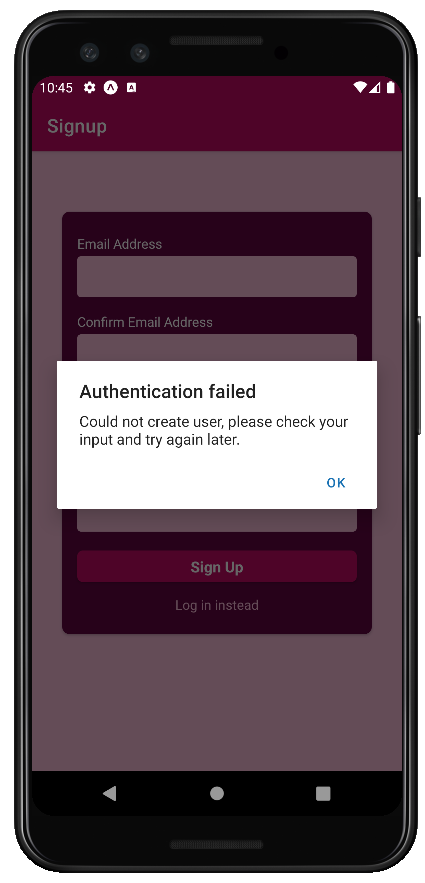 10:45
Signup
Email Address
Confirm Email Address
Authentication failed
Could not create user, please check your
input and try again later.
OK
Sign Up
Log in instead